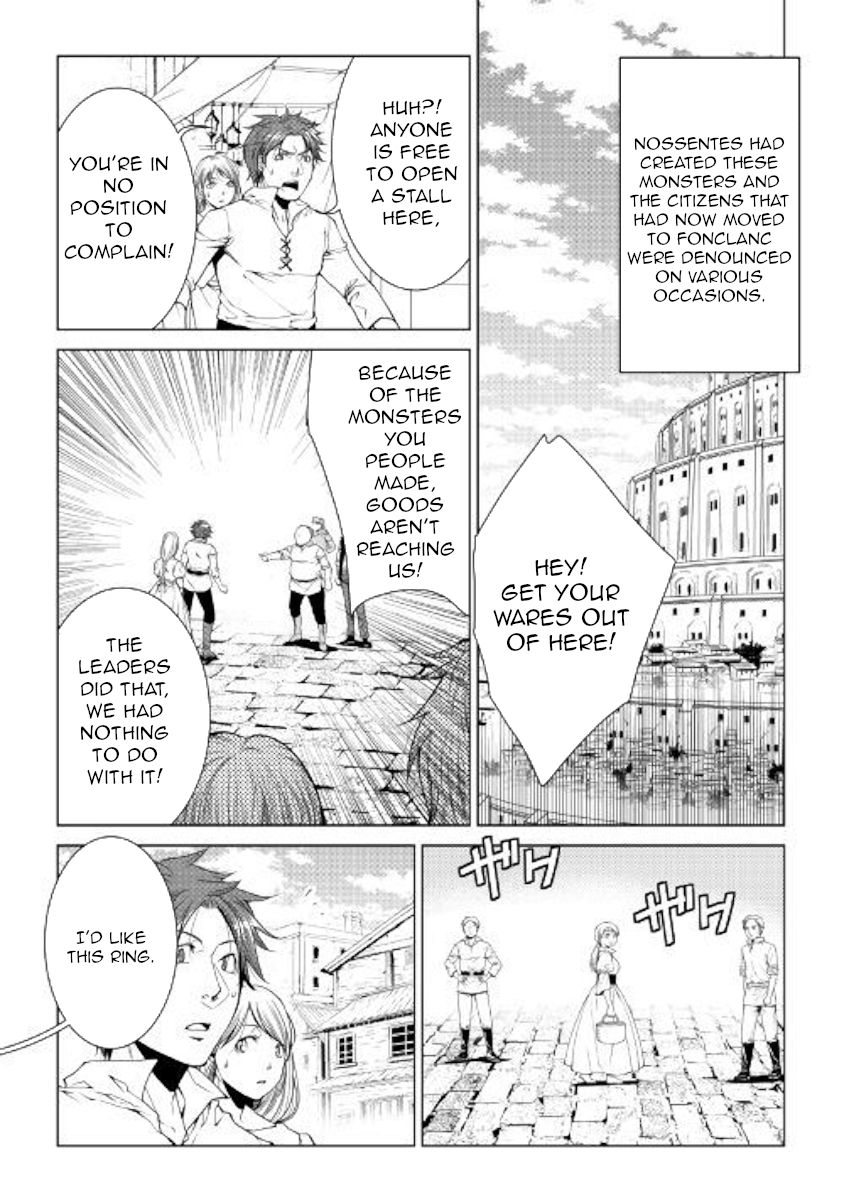 NOSSENTES HAD
CREATED THESE
MONSTERS AND
THE CITIZENS THAT
HAD NOW MOVED
TO FONCLANC
WERE DENOUNCED
ON VARIOUS
OCCASIONS.
HEY!
GET YOUR
WARES OUT
OF HERE!
HUH?!
ANYONE
IS FREE
TO OPEN
A STALL
HERE,
YOU'RE IN
NO
POSITION
TO
COMPLAIN!
BECAUSE
OF THE
MONSTERS
YOU
PEOPLE
MADE,
GOODS
AREN'T
REACHING
US!
THE
LEADERS
DID THAT,
WE HAD
NOTHING
TO DO
WITH IT!
ザッ
ザッ
I'D LIKE
THIS RING.